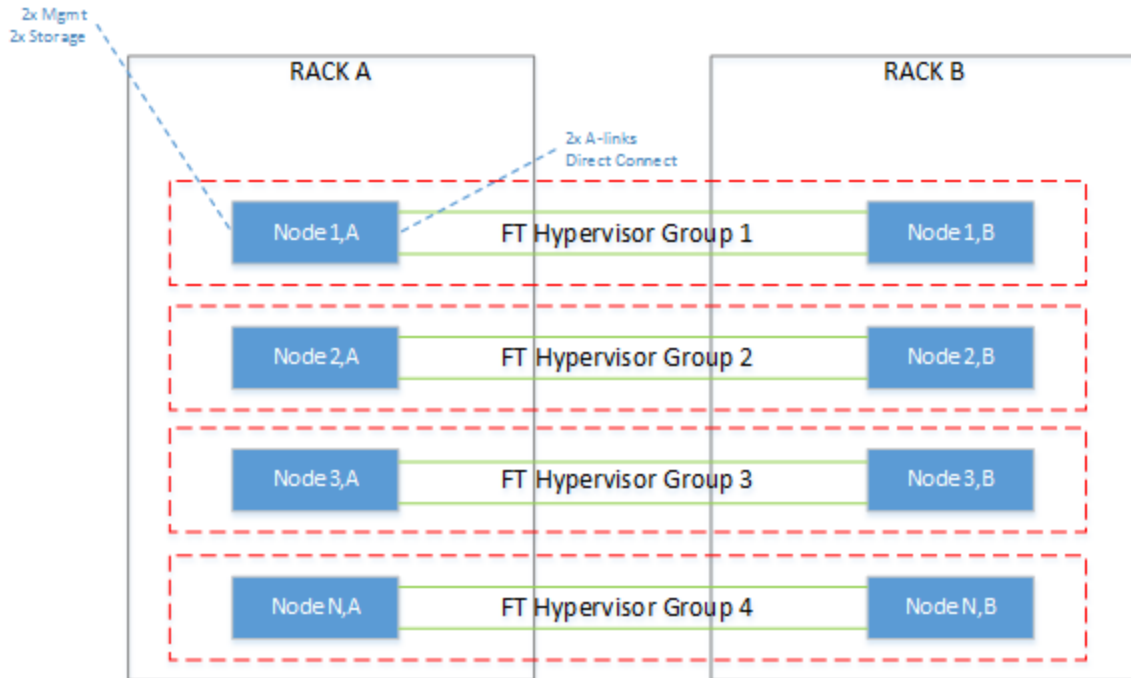 2x Mgmt
2x Storage
RACK A
RACK B
2x A-links
Direct Connect
Node1,A
FT Hypervisor Group 1
Node1,B
Node2,A
FT Hypervisor Group 2
Node2,B
Node3,A
FT Hypervisor Group 3
Node3,B
NodeN,A
FT Hypervisor Group 4
NodeN,B